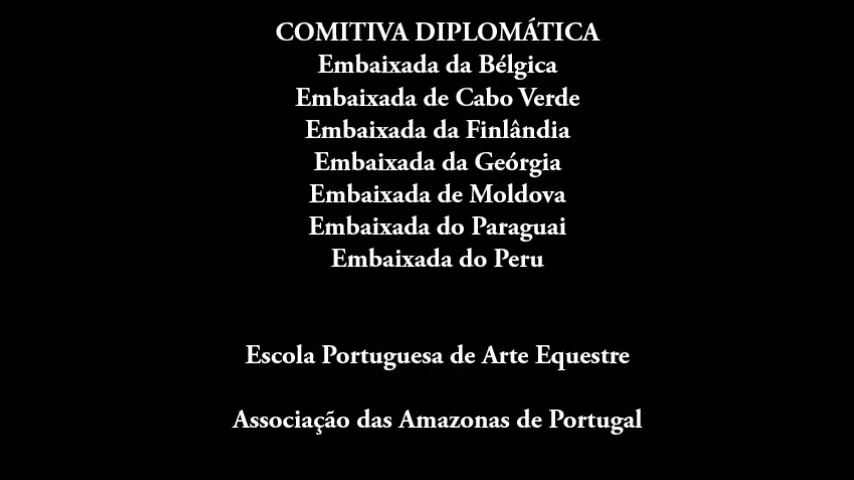 COMITIVA DIPLOMÁTICA
Embaixada da Bélgica
Embaixada de Cabo Verde
Embaixada da Finlândia
Embaixada da Geórgia
Embaixada de Moldova
Embaixada do Paraguai
Embaixada do Peru
Escola Portuguesa de Arte Equestre
Associação das Amazonas de Portugal